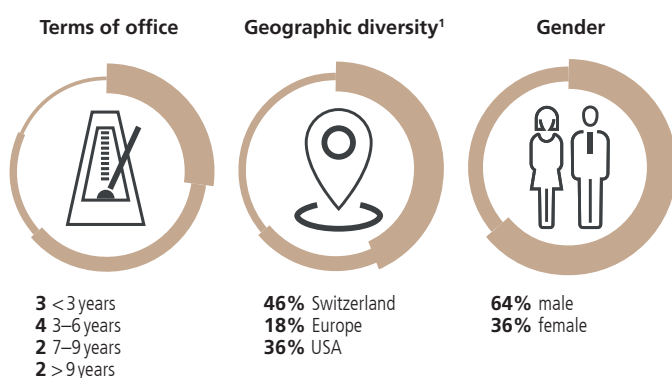 Terms of office
3 < 3 years
4 3–6 years
2 7–9 years
2 > 9 years
Geographic diversity¹
46% Switzerland
18% Europe
36% USA
Gender
64% male
36% female